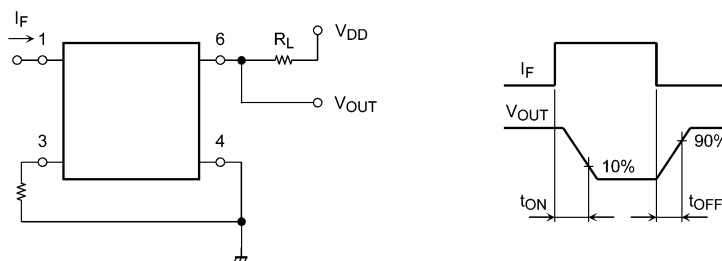 I_F
1
6
R_L
V_DD
V_OUT
3
4
I_F
V_OUT
10%
90%
t_ON
t_OFF